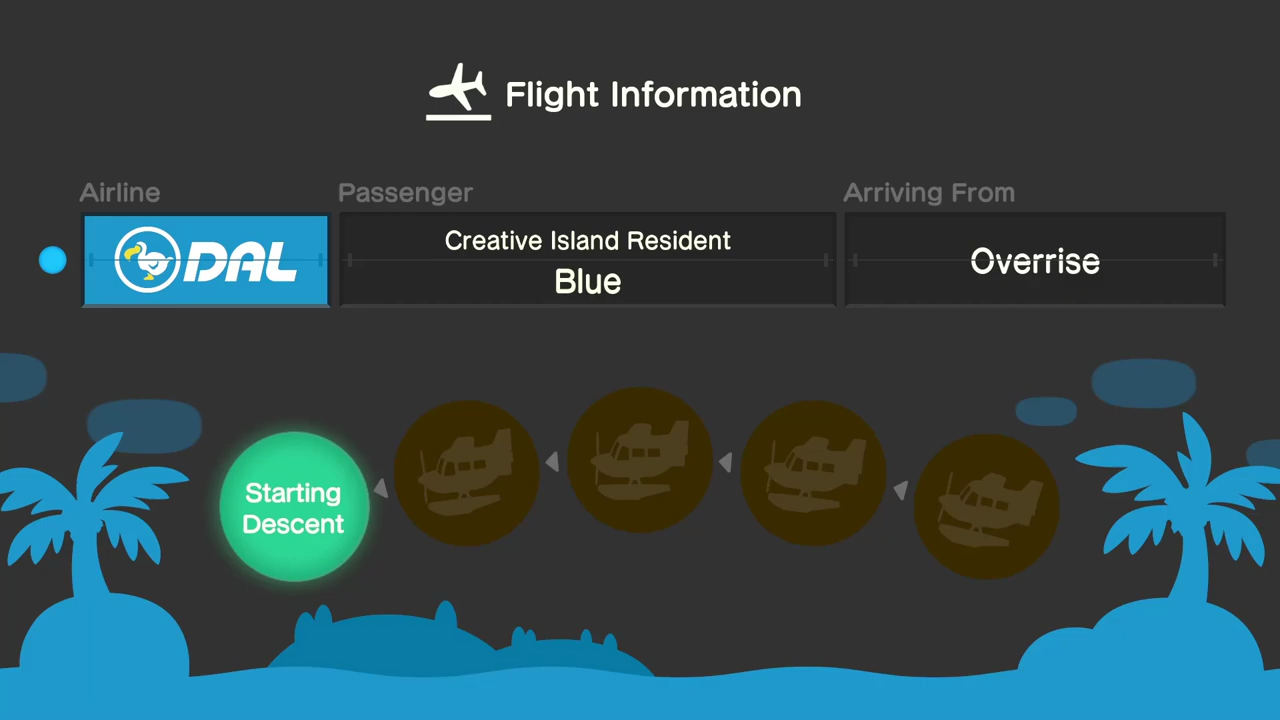 Flight Information
Airline
Passenger
Arriving From
DAL
Creative Island Resident
Blue
Overrise
Starting
Descent